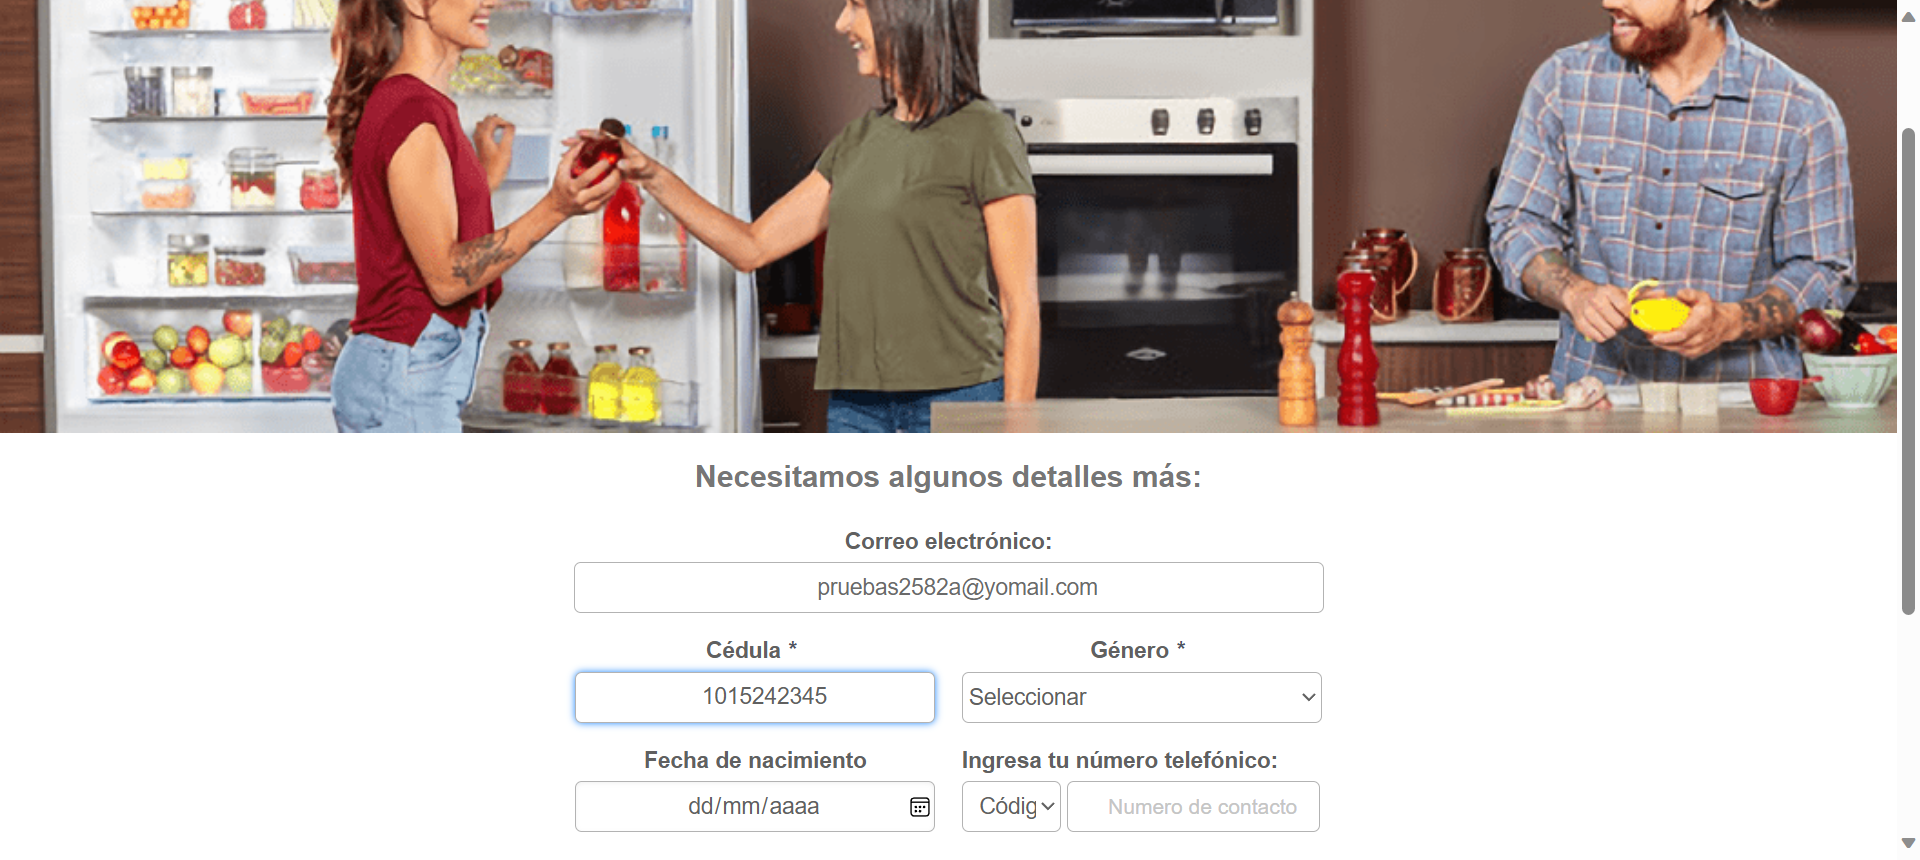 Necesitamos algunos detalles más:
Correo electrónico:
pruebas2582a@yomail.com
Cédula * Género *
1015242345 Seleccionar
Fecha de nacimiento Ingresa tu número telefónico:
dd/mm/aaaa Códig Numero de contacto